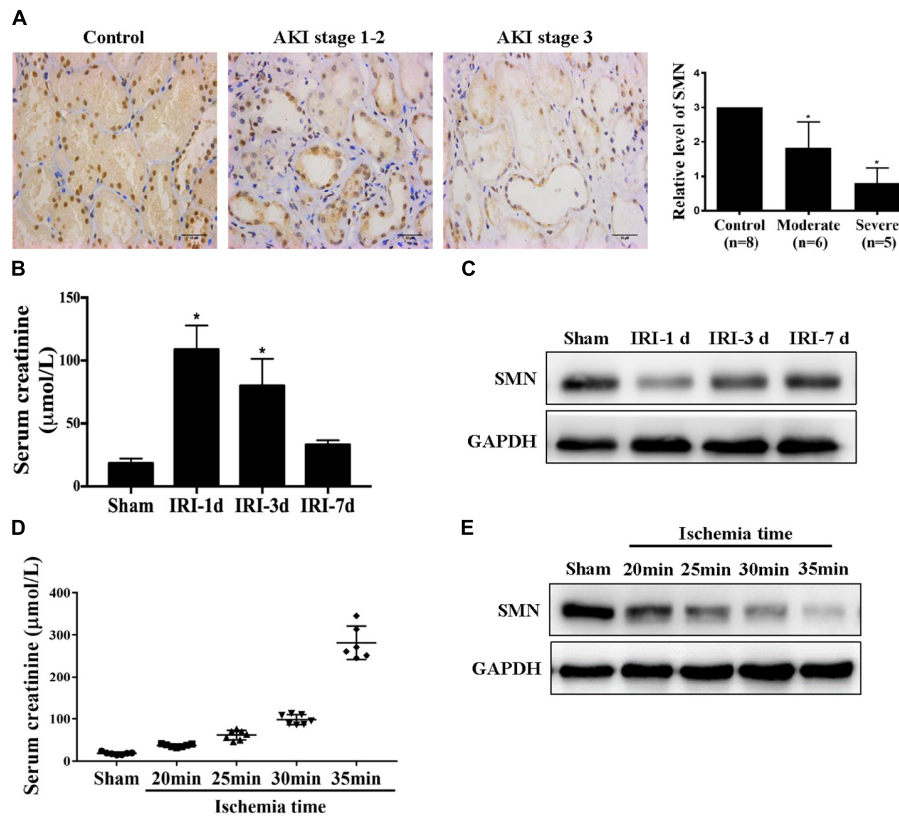 A
Control
AKI stage 1-2
AKI stage 3
Relative level of SMN
4
3
2
1
0
*
*
Control
(n=8)
Moderate
(n=6)
Severe
(n=5)
B
Serum creatinine
(μmol/L)
150
100
50
0
*
*
Sham
IRI-1d
IRI-3d
IRI-7d
C
Sham
IRI-1 d
IRI-3 d
IRI-7 d
SMN
GAPDH
D
Serum creatinine (μmol/L)
400
300
200
100
0
Sham
20min
25min
30min
35min
Ischemia time
E
Ischemia time
Sham
20min
25min
30min
35min
SMN
GAPDH